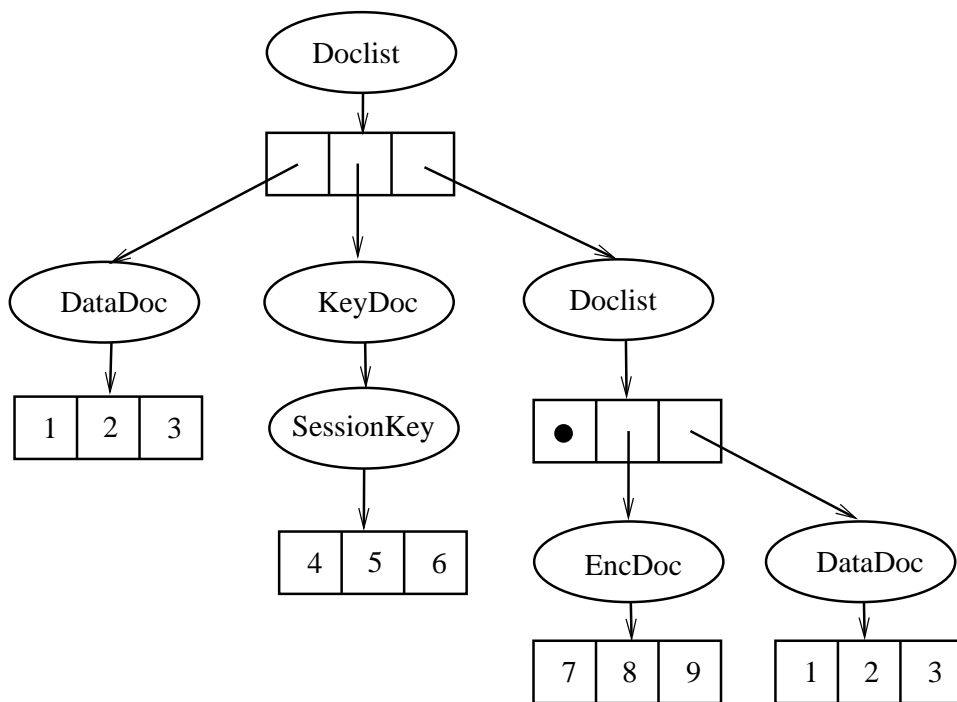 Doclist
DataDoc KeyDoc Doclist
1 2 3 SessionKey
4 5 6 EncDoc DataDoc
7 8 9 1 2 3